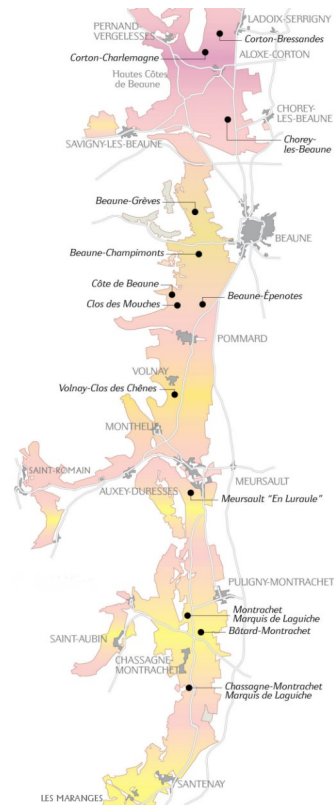 LADOIX-SERRIGNY
PERNAND-
VERGELESSES
Corton-Bressandes
Corton-Charlemagne
ALOXE-CORTON
Hautes Côtes
de Beaune
CHOREY-
LES-BEAUNE
SAVIGNY-LES-BEAUNE
Chorey-
les-Beaune
Beaune-Grèves
BEAUNE
Beaune-Champimonts
Côte de Beaune
Clos des Mouches
Beaune-Épenotes
POMMARD
VOLNAY
Volnay-Clos des Chênes
MONTHELIE
SAINT-ROMAIN
MEURSAULT
AUXEY-DURESSES
Meursault "En Luraule"
PULIGNY-MONTRACHET
Montrachet
Marquis de Laguiche
Bâtard-Montrachet
SAINT-AUBIN
CHASSAGNE-
MONTRACHET
Chassagne-Montrachet
Marquis de Laguiche
SANTENAY
LES MARANGES